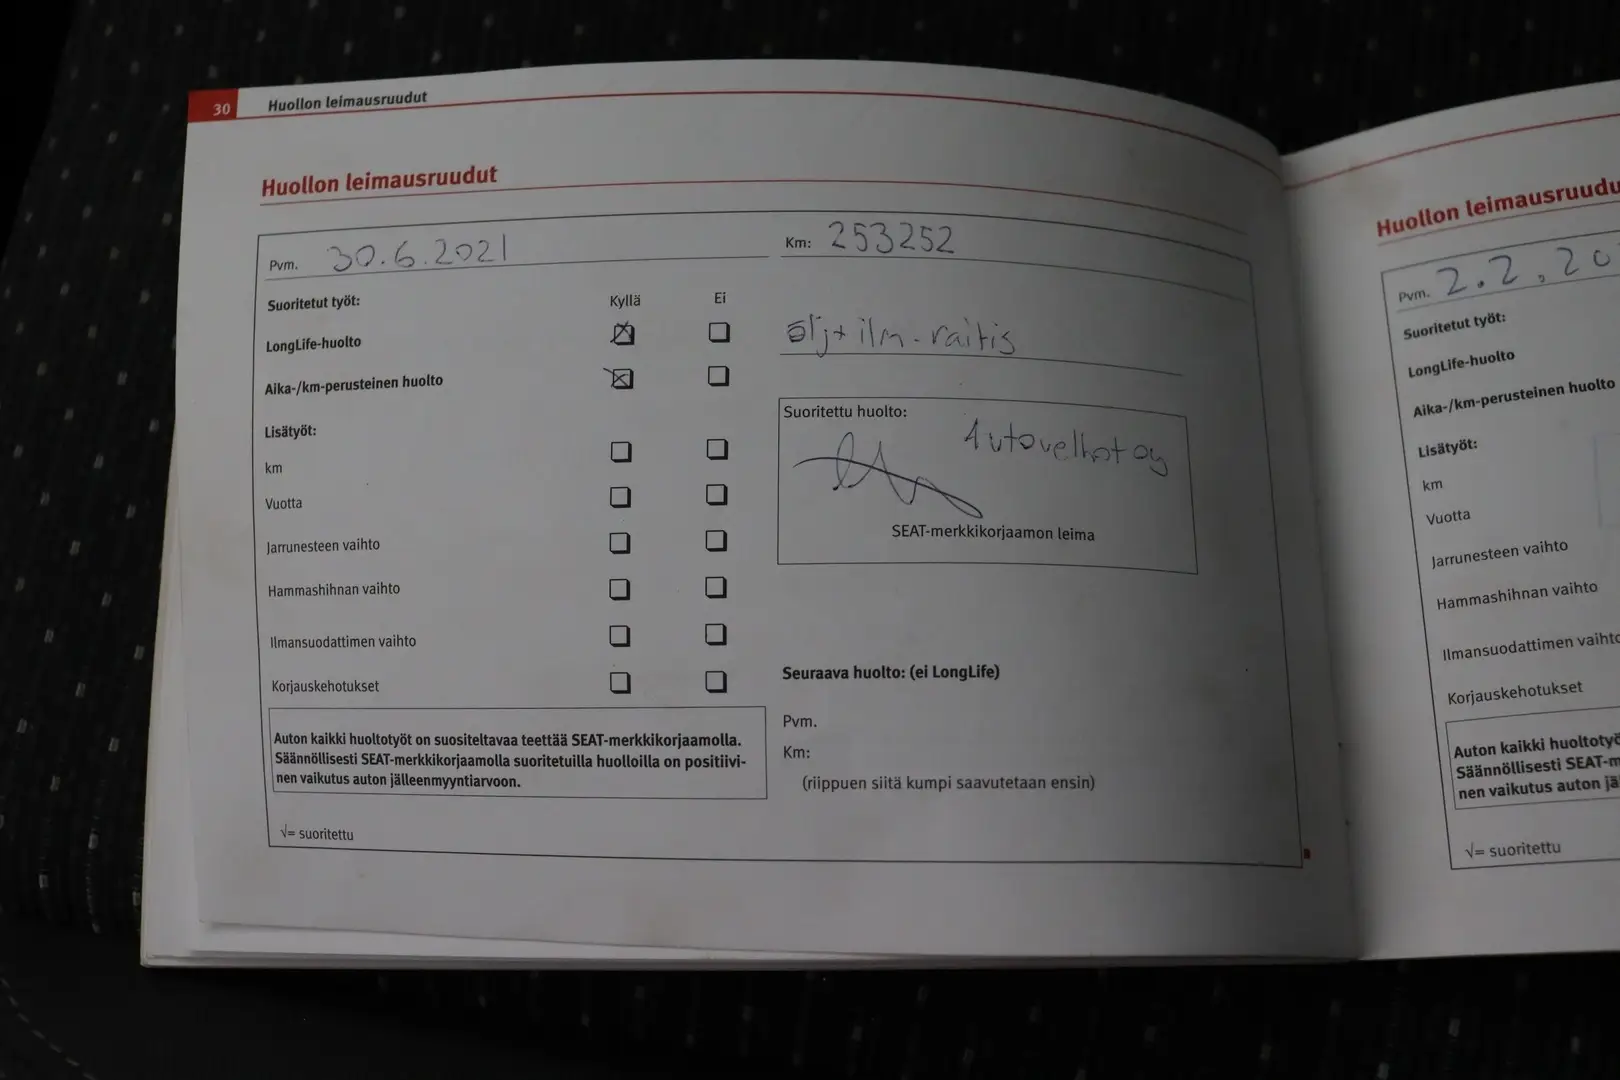 30 Huollon leimausruudut
Huollon leimausruudut
Pvm. 30.6.2021
Km: 253252
Suoritetut työt: Kyllä Ei
LongLife-huolto
Aika-/km-perusteinen huolto
ölj+ ilm-raitis
Lisätyöt:
km
Vuotta
Jarrunesteen vaihto
Hammashihnan vaihto
Ilmansuodattimen vaihto
Korjauskehotukset
Suoritettu huolto:
Autovelhot oy
SEAT-merkkikorjaamon leima
Seuraava huolto: (ei LongLife)
Pvm.
Km:
(riippuen siitä kumpi saavutetaan ensin)
Auton kaikki huoltotyöt on suositeltavaa teettää SEAT-merkkikorjaamolla.
Säännöllisesti SEAT-merkkikorjaamolla suoritetuilla huolloilla on positiivi-
nen vaikutus auton jälleenmyyntiarvoon.
√= suoritettu
Huollon leimausruudu
Pvm. 2.2.20
Suoritetut työt:
LongLife-huolto
Aika-/km-perusteinen huolto
Lisätyöt:
km
Vuotta
Jarrunesteen vaihto
Hammashihnan vaihto
Ilmansuodattimen vaihto
Korjauskehotukset
Auton kaikki huoltotyö
Säännöllisesti SEAT-m
nen vaikutus auton jä
√= suoritettu